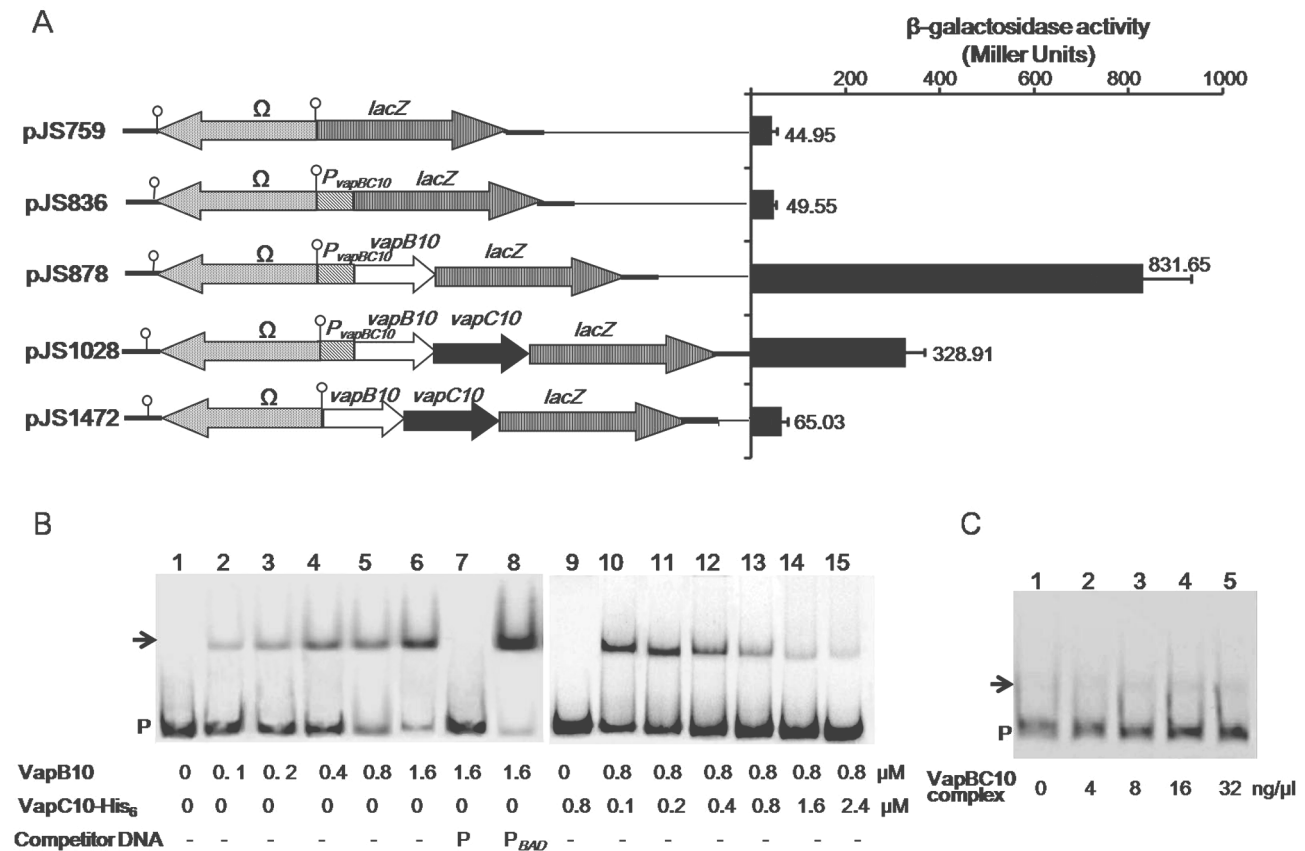 A
β-galactosidase activity
(Miller Units)
200 400 600 800 1000
Ω lacZ
pJS759 44.95
Ω PvapBC10 lacZ
pJS836 49.55
Ω PvapBC10 vapB10 lacZ
pJS878 831.65
Ω PvapBC10 vapB10 vapC10 lacZ
pJS1028 328.91
Ω vapB10 vapC10 lacZ
pJS1472 65.03
B
1 2 3 4 5 6 7 8 9 10 11 12 13 14 15
P
VapB10 0 0.1 0.2 0.4 0.8 1.6 1.6 1.6 0 0.8 0.8 0.8 0.8 0.8 0.8 μM
VapC10-His6 0 0 0 0 0 0 0 0 0.8 0.1 0.2 0.4 0.8 1.6 2.4 μM
Competitor DNA - - - - - - P PBAD - - - - - - -
C
1 2 3 4 5
P
VapBC10
complex 0 4 8 16 32 ng/μl